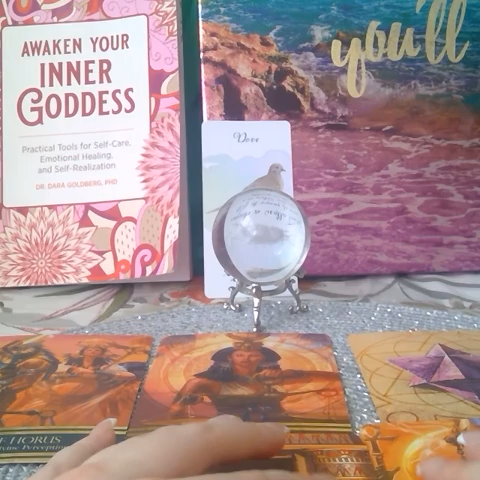 AWAKEN YOUR
INNER
GODDESS
Practical Tools for Self-Care,
Emotional Healing,
and Self-Realization
DR. DARA GOLDBERG, PHD
you'll
Dove
HORUS